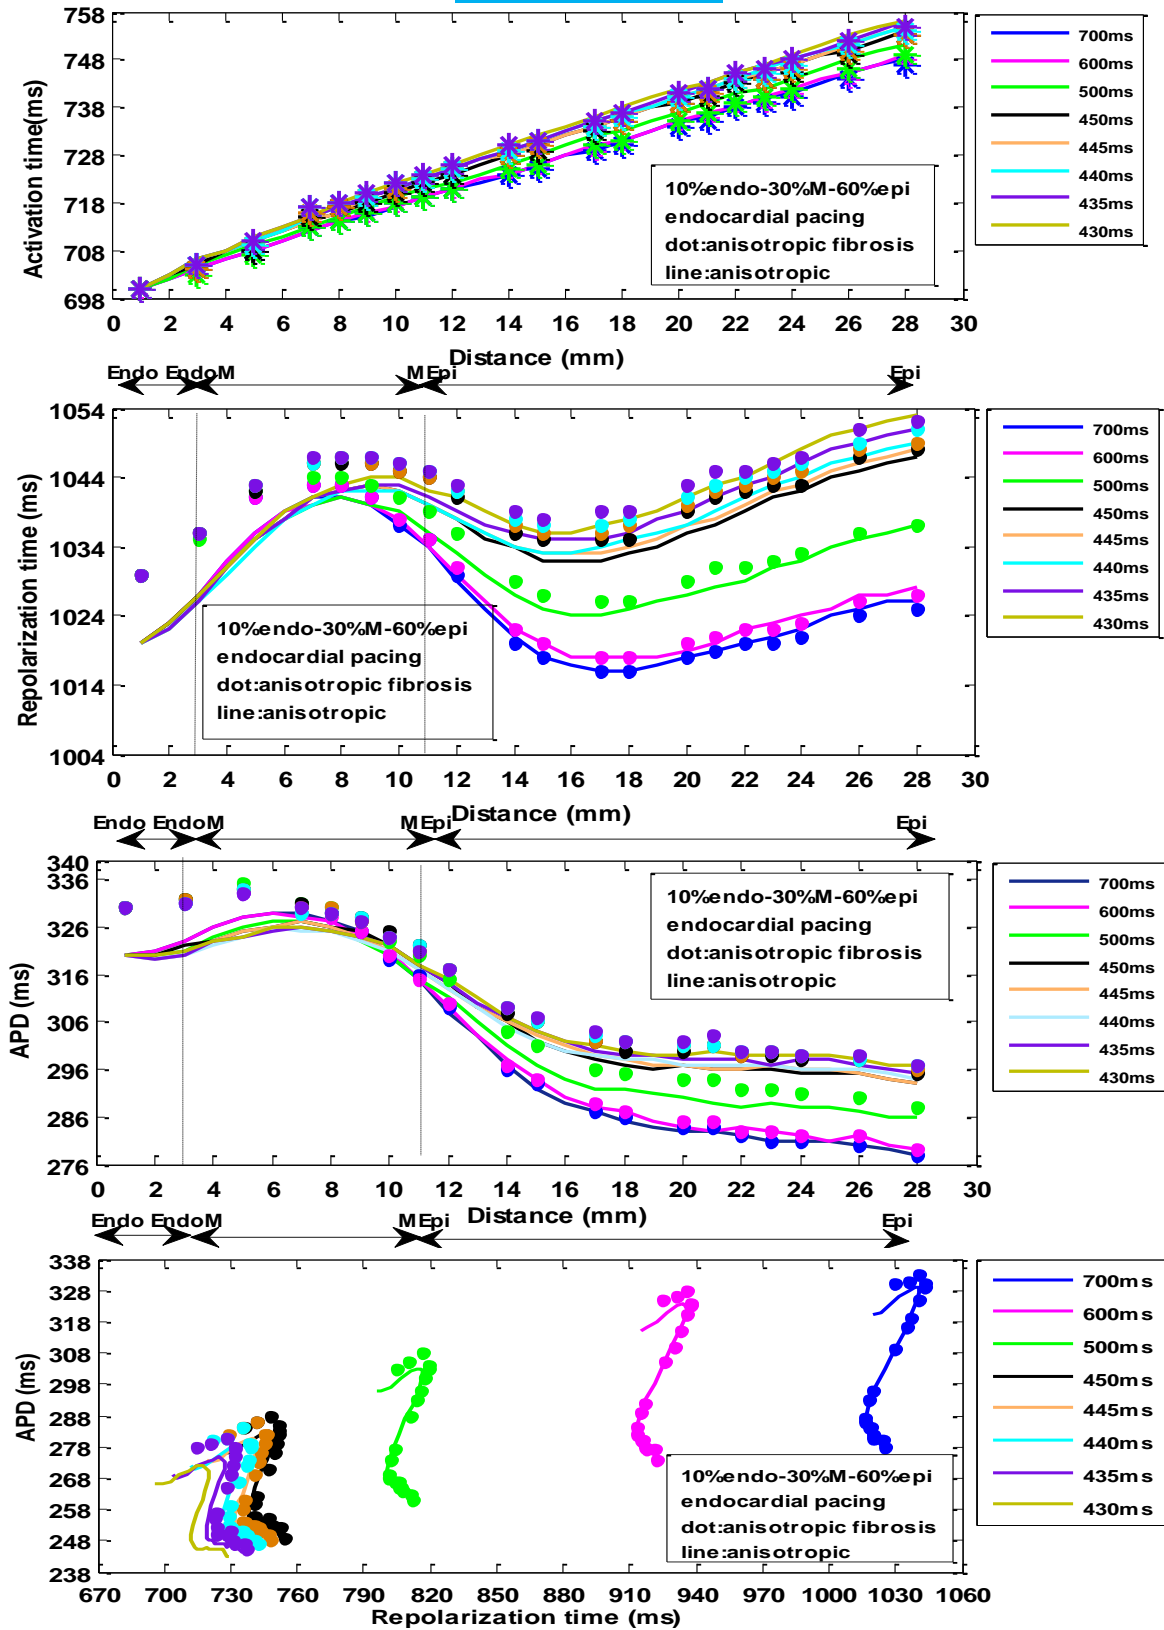 758
748
738
728
718
708
698
Activation time(ms)
0 2 4 6 8 10 12 14 16 18 20 22 24 26 28 30
Distance (mm)
10%endo-30%M-60%epi
endocardial pacing
dot:anisotropic fibrosis
line:anisotropic
700ms
600ms
500ms
450ms
445ms
440ms
435ms
430ms
Endo EndoM MEpi Epi
1054
1044
1034
1024
1014
1004
Repolarization time (ms)
0 2 4 6 8 10 12 14 16 18 20 22 24 26 28 30
Distance (mm)
10%endo-30%M-60%epi
endocardial pacing
dot:anisotropic fibrosis
line:anisotropic
700ms
600ms
500ms
450ms
445ms
440ms
435ms
430ms
Endo EndoM MEpi Epi
340
336
326
316
306
296
286
276
APD (ms)
0 2 4 6 8 10 12 14 16 18 20 22 24 26 28 30
Distance (mm)
10%endo-30%M-60%epi
endocardial pacing
dot:anisotropic fibrosis
line:anisotropic
700ms
600ms
500ms
450ms
445ms
440ms
435ms
430ms
Endo EndoM MEpi Epi
338
328
318
308
298
288
278
268
258
248
238
APD (ms)
670 700 730 760 790 820 850 880 910 940 970 1000 1030 1060
Repolarization time (ms)
10%endo-30%M-60%epi
endocardial pacing
dot:anisotropic fibrosis
line:anisotropic
700ms
600ms
500ms
450ms
445ms
440ms
435ms
430ms